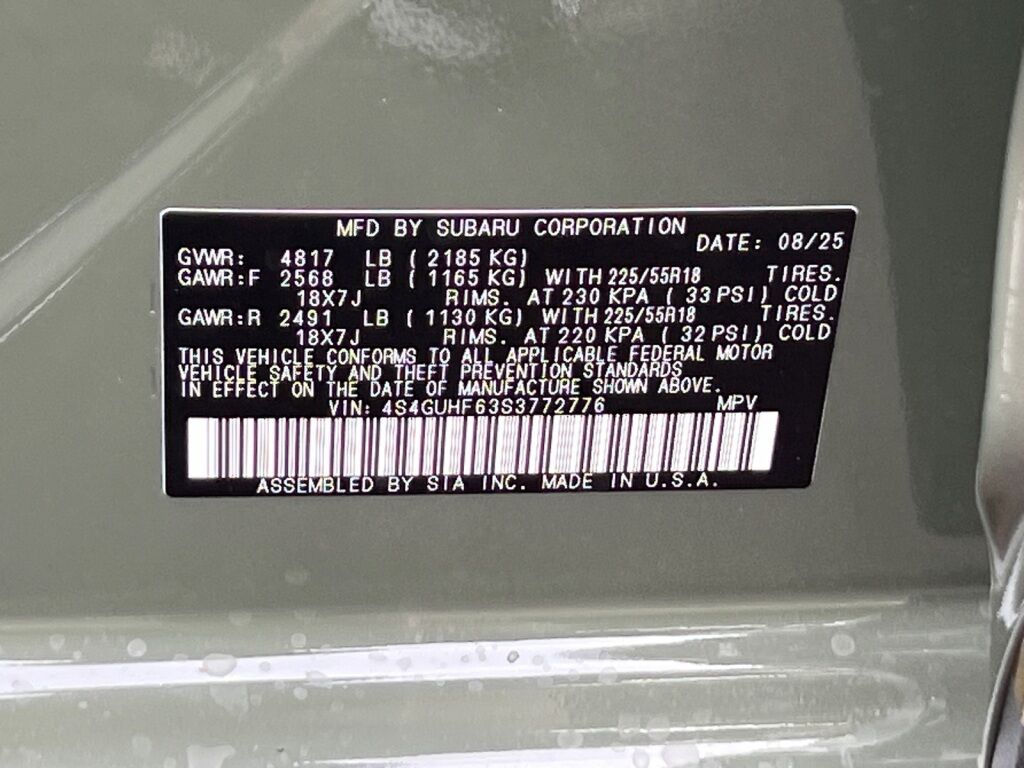 MFD BY SUBARU CORPORATION
DATE: 08/25
GVWR: 4817 LB ( 2185 KG)
GAWR:F 2568 LB ( 1165 KG) WITH 225/55R18 TIRES.
18X7J RIMS. AT 230 KPA ( 33 PSI) COLD
GAWR:R 2491 LB ( 1130 KG) WITH 225/55R18 TIRES.
18X7J RIMS. AT 220 KPA ( 32 PSI) COLD
THIS VEHICLE CONFORMS TO ALL APPLICABLE FEDERAL MOTOR
VEHICLE SAFETY AND THEFT PREVENTION STANDARDS
IN EFFECT ON THE DATE OF MANUFACTURE SHOWN ABOVE.
VIN: 4S4GUHF63S3772776 MPV
ASSEMBLED BY SIA INC. MADE IN U.S.A.